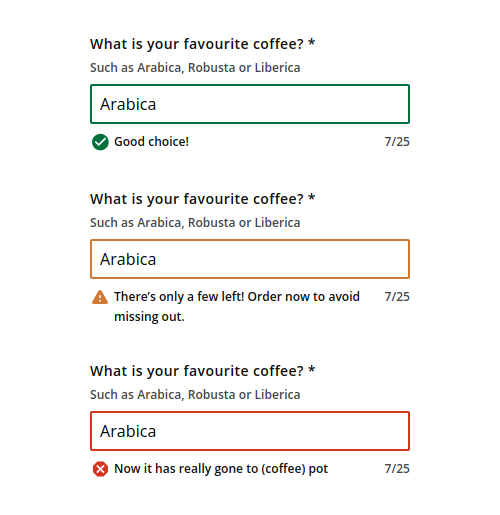 What is your favourite coffee? *
Such as Arabica, Robusta or Liberica
Arabica
Good choice! 7/25
What is your favourite coffee? *
Such as Arabica, Robusta or Liberica
Arabica
There’s only a few left! Order now to avoid 7/25
missing out.
What is your favourite coffee? *
Such as Arabica, Robusta or Liberica
Arabica
Now it has really gone to (coffee) pot 7/25